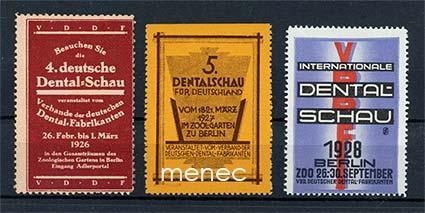 V · D · D · F
Besuchen Sie
die
4. deutsche
Dental-Schau
veranstaltet vom
Verbande der deutschen
Dental-Fabrikanten
26. Febr. bis 1. März
1926
in den Gesamträumen des
Zoologischen Gartens in Berlin
Eingang Adlerportal
V · D · D · F
5.
DENTALSCHAU
FÜR DEUTSCHLAND
VOM 18-21. MÄRZ
1927
IM ZOOL-GARTEN
ZU BERLIN
VERANSTALTET·VOM·VERBAND·DER
DEUTSCHEN-DENTAL-FABRIKANTEN
menec
VDDF
INTERNATIONALE
DENTAL-
SCHAU
1928
BERLIN
ZOO 26-30. SEPTEMBER
VBD. DEUTSCHER DENTAL-FABRIKANTEN